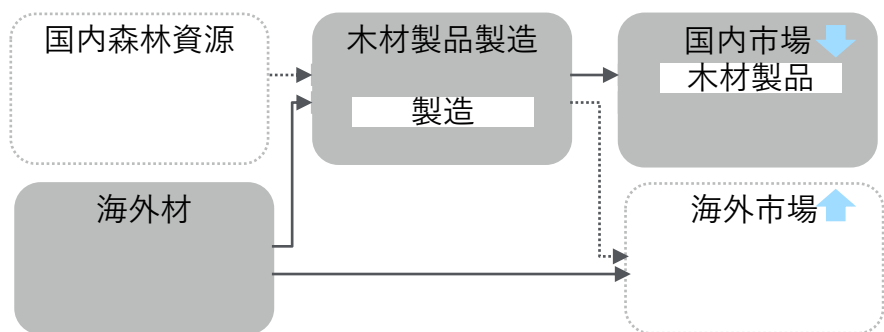 国内森林資源
木材製品製造
製造
国内市場
木材製品
海外材
海外市場